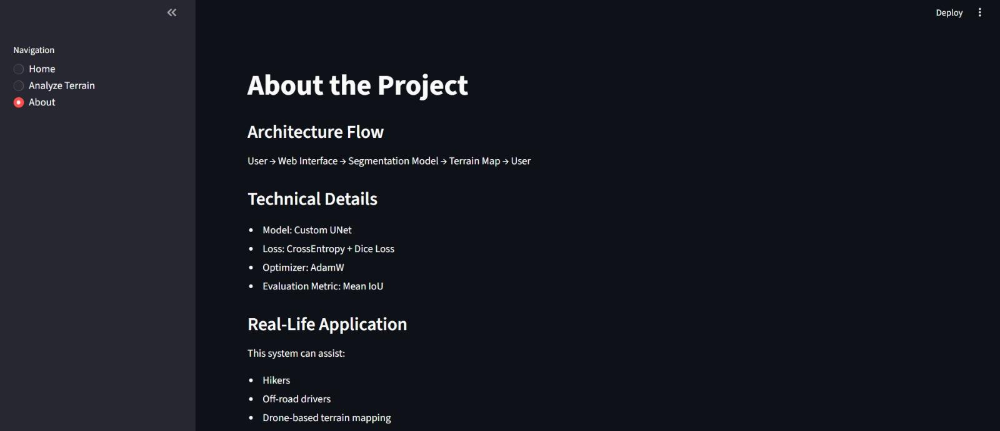 Deploy
Navigation
Home
Analyze Terrain
About
About the Project
Architecture Flow
User → Web Interface → Segmentation Model → Terrain Map → User
Technical Details
• Model: Custom UNet
• Loss: CrossEntropy + Dice Loss
• Optimizer: AdamW
• Evaluation Metric: Mean IoU
Real-Life Application
This system can assist:
• Hikers
• Off-road drivers
• Drone-based terrain mapping